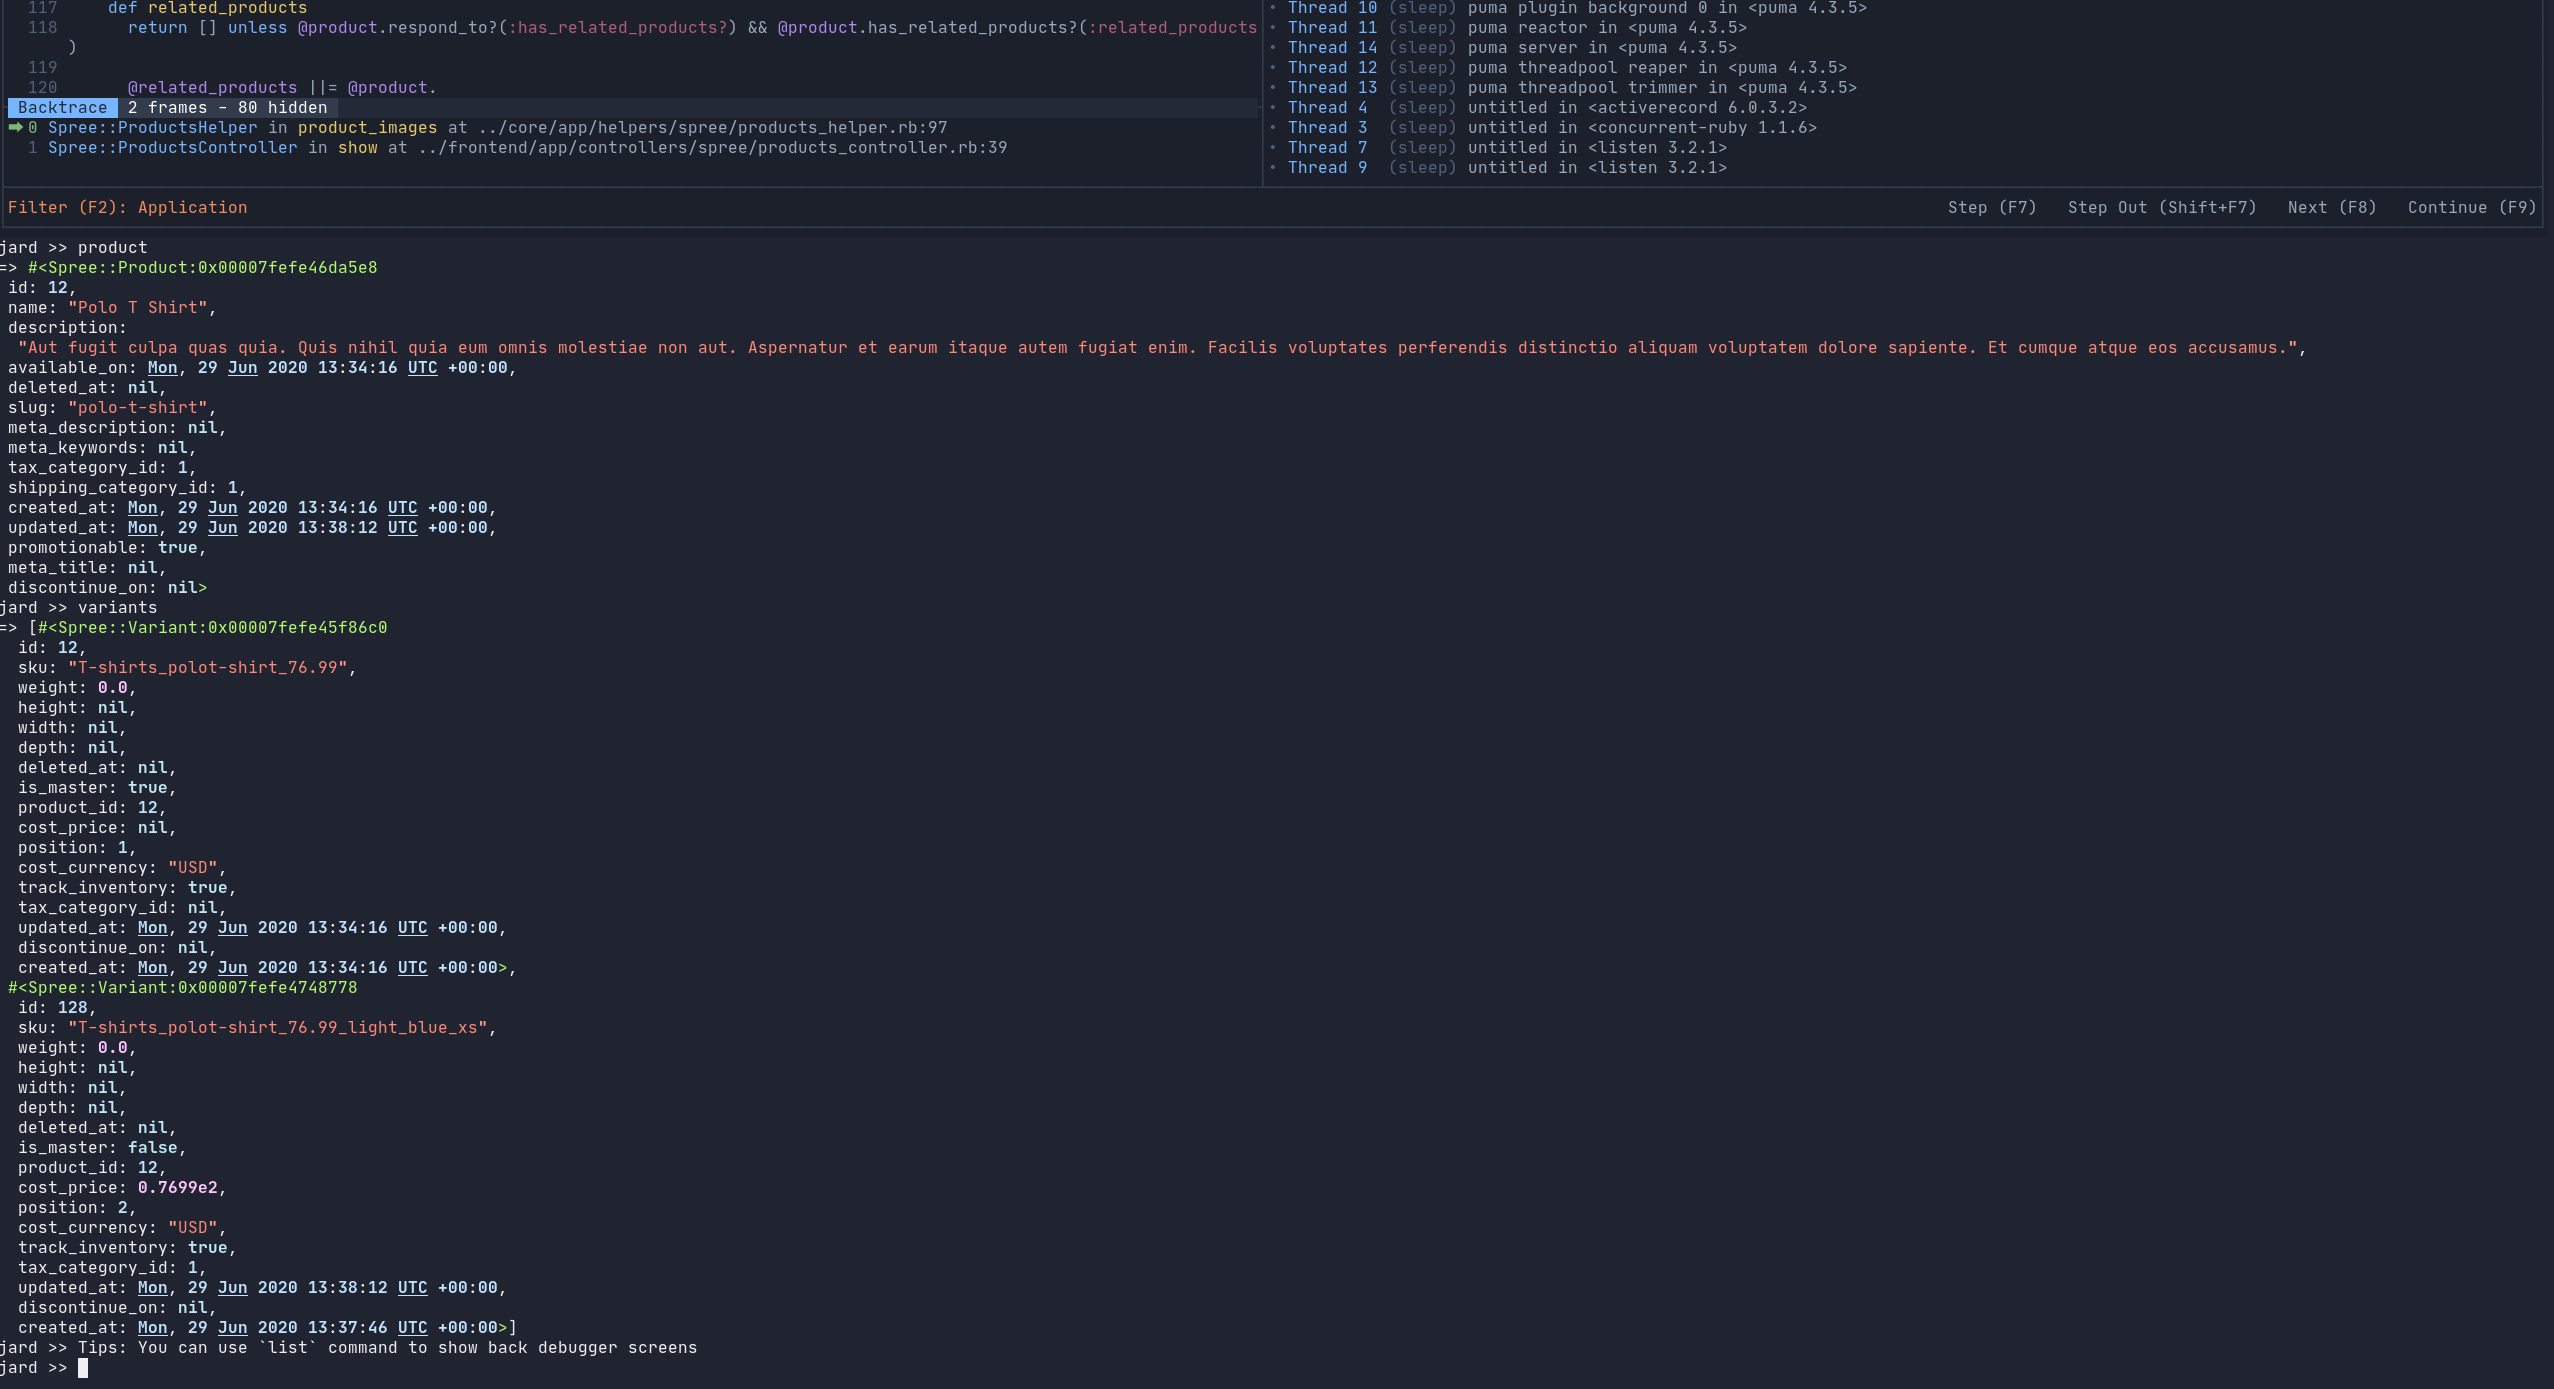 117     def related_products
118       return [] unless @product.respond_to?(:has_related_products?) && @product.has_related_products?(:related_products
)
119
120       @related_products ||= @product.
Backtrace  2 frames - 80 hidden
➡0 Spree::ProductsHelper in product_images at ../core/app/helpers/spree/products_helper.rb:97
1 Spree::ProductsController in show at ../frontend/app/controllers/spree/products_controller.rb:39
• Thread 10 (sleep) puma plugin background 0 in <puma 4.3.5>
• Thread 11 (sleep) puma reactor in <puma 4.3.5>
• Thread 14 (sleep) puma server in <puma 4.3.5>
• Thread 12 (sleep) puma threadpool reaper in <puma 4.3.5>
• Thread 13 (sleep) puma threadpool trimmer in <puma 4.3.5>
• Thread 4  (sleep) untitled in <activerecord 6.0.3.2>
• Thread 3  (sleep) untitled in <concurrent-ruby 1.1.6>
• Thread 7  (sleep) untitled in <listen 3.2.1>
• Thread 9  (sleep) untitled in <listen 3.2.1>
Filter (F2): Application    Step (F7)   Step Out (Shift+F7)   Next (F8)   Continue (F9)
jard >> product
=> #<Spree::Product:0x00007fefe46da5e8
id: 12,
name: "Polo T Shirt",
description:
"Aut fugit culpa quas quia. Quis nihil quia eum omnis molestiae non aut. Aspernatur et earum itaque autem fugiat enim. Facilis voluptates perferendis distinctio aliquam voluptatem dolore sapiente. Et cumque atque eos accusamus.",
available_on: Mon, 29 Jun 2020 13:34:16 UTC +00:00,
deleted_at: nil,
slug: "polo-t-shirt",
meta_description: nil,
meta_keywords: nil,
tax_category_id: 1,
shipping_category_id: 1,
created_at: Mon, 29 Jun 2020 13:34:16 UTC +00:00,
updated_at: Mon, 29 Jun 2020 13:38:12 UTC +00:00,
promotionable: true,
meta_title: nil,
discontinue_on: nil>
jard >> variants
=> [#<Spree::Variant:0x00007fefe45f86c0
id: 12,
sku: "T-shirts_polot-shirt_76.99",
weight: 0.0,
height: nil,
width: nil,
depth: nil,
deleted_at: nil,
is_master: true,
product_id: 12,
cost_price: nil,
position: 1,
cost_currency: "USD",
track_inventory: true,
tax_category_id: nil,
updated_at: Mon, 29 Jun 2020 13:34:16 UTC +00:00,
discontinue_on: nil,
created_at: Mon, 29 Jun 2020 13:34:16 UTC +00:00>,
#<Spree::Variant:0x00007fefe4748778
id: 128,
sku: "T-shirts_polot-shirt_76.99_light_blue_xs",
weight: 0.0,
height: nil,
width: nil,
depth: nil,
deleted_at: nil,
is_master: false,
product_id: 12,
cost_price: 0.7699e2,
position: 2,
cost_currency: "USD",
track_inventory: true,
tax_category_id: 1,
updated_at: Mon, 29 Jun 2020 13:38:12 UTC +00:00,
discontinue_on: nil,
created_at: Mon, 29 Jun 2020 13:37:46 UTC +00:00>]
jard >> Tips: You can use `list` command to show back debugger screens
jard >>